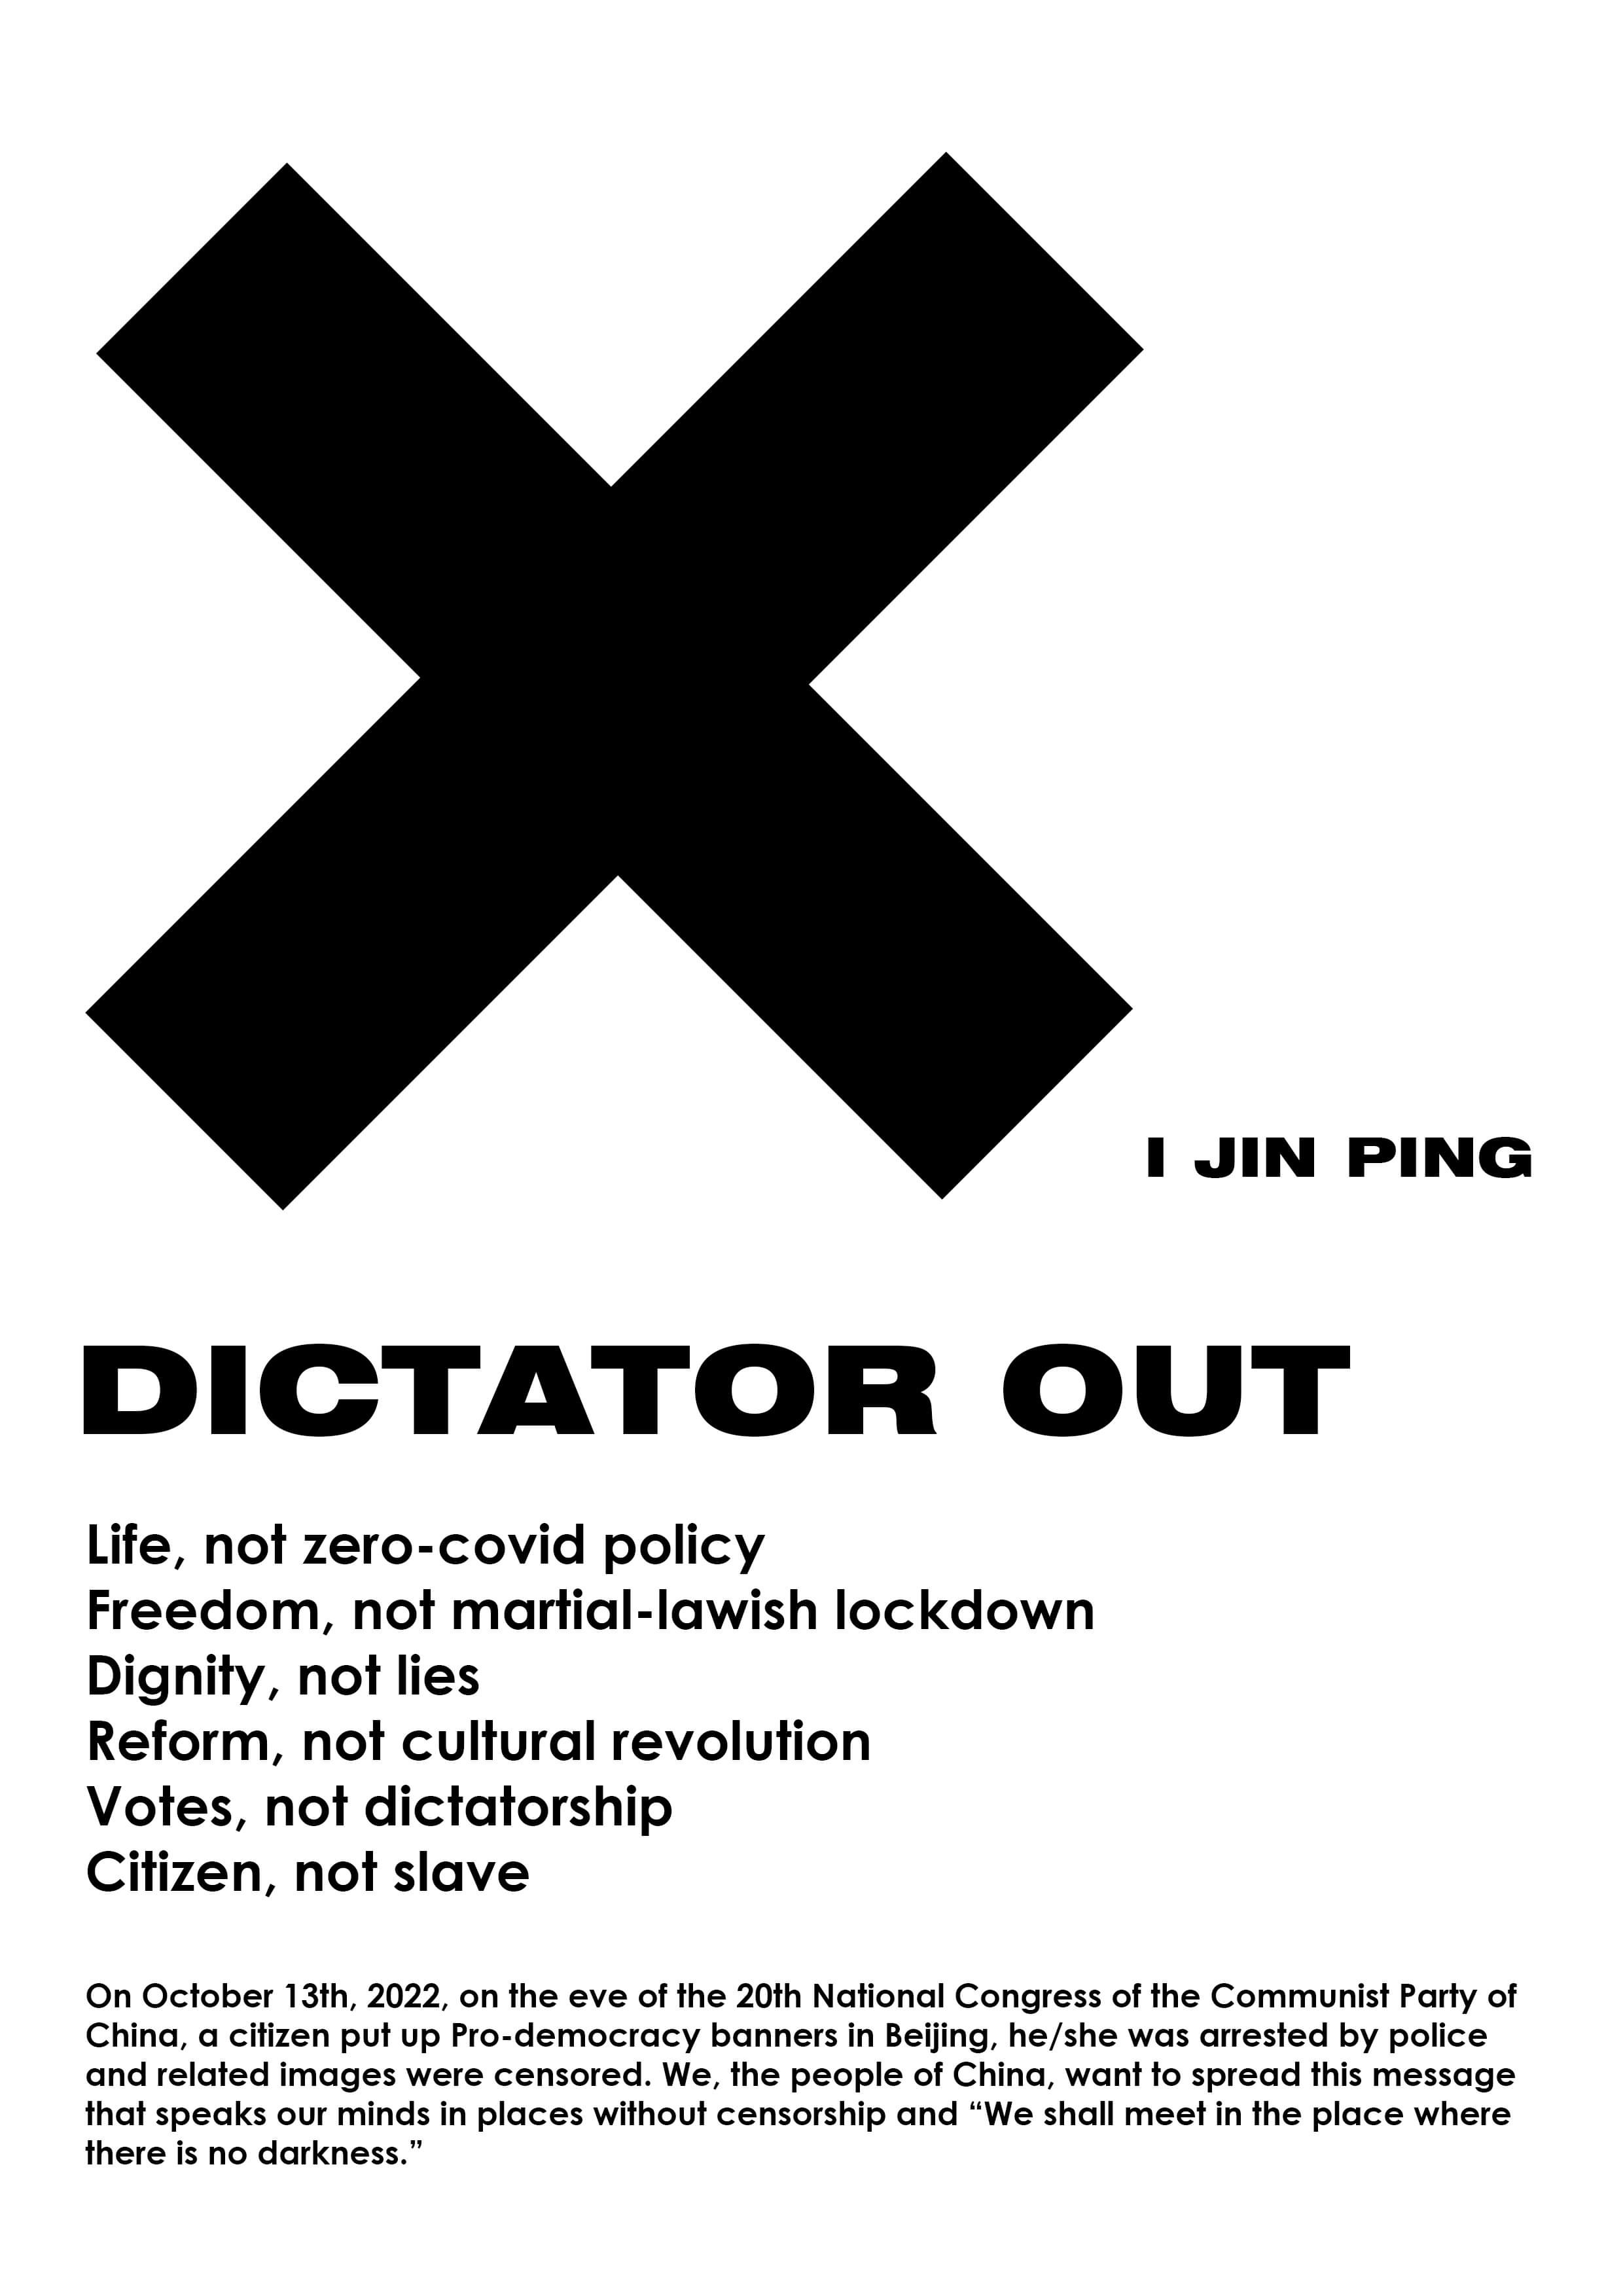 X I JIN PING
DICTATOR OUT
Life, not zero-covid policy
Freedom, not martial-lawish lockdown
Dignity, not lies
Reform, not cultural revolution
Votes, not dictatorship
Citizen, not slave
On October 13th, 2022, on the eve of the 20th National Congress of the Communist Party of
China, a citizen put up Pro-democracy banners in Beijing, he/she was arrested by police
and related images were censored. We, the people of China, want to spread this message
that speaks our minds in places without censorship and “We shall meet in the place where
there is no darkness.”